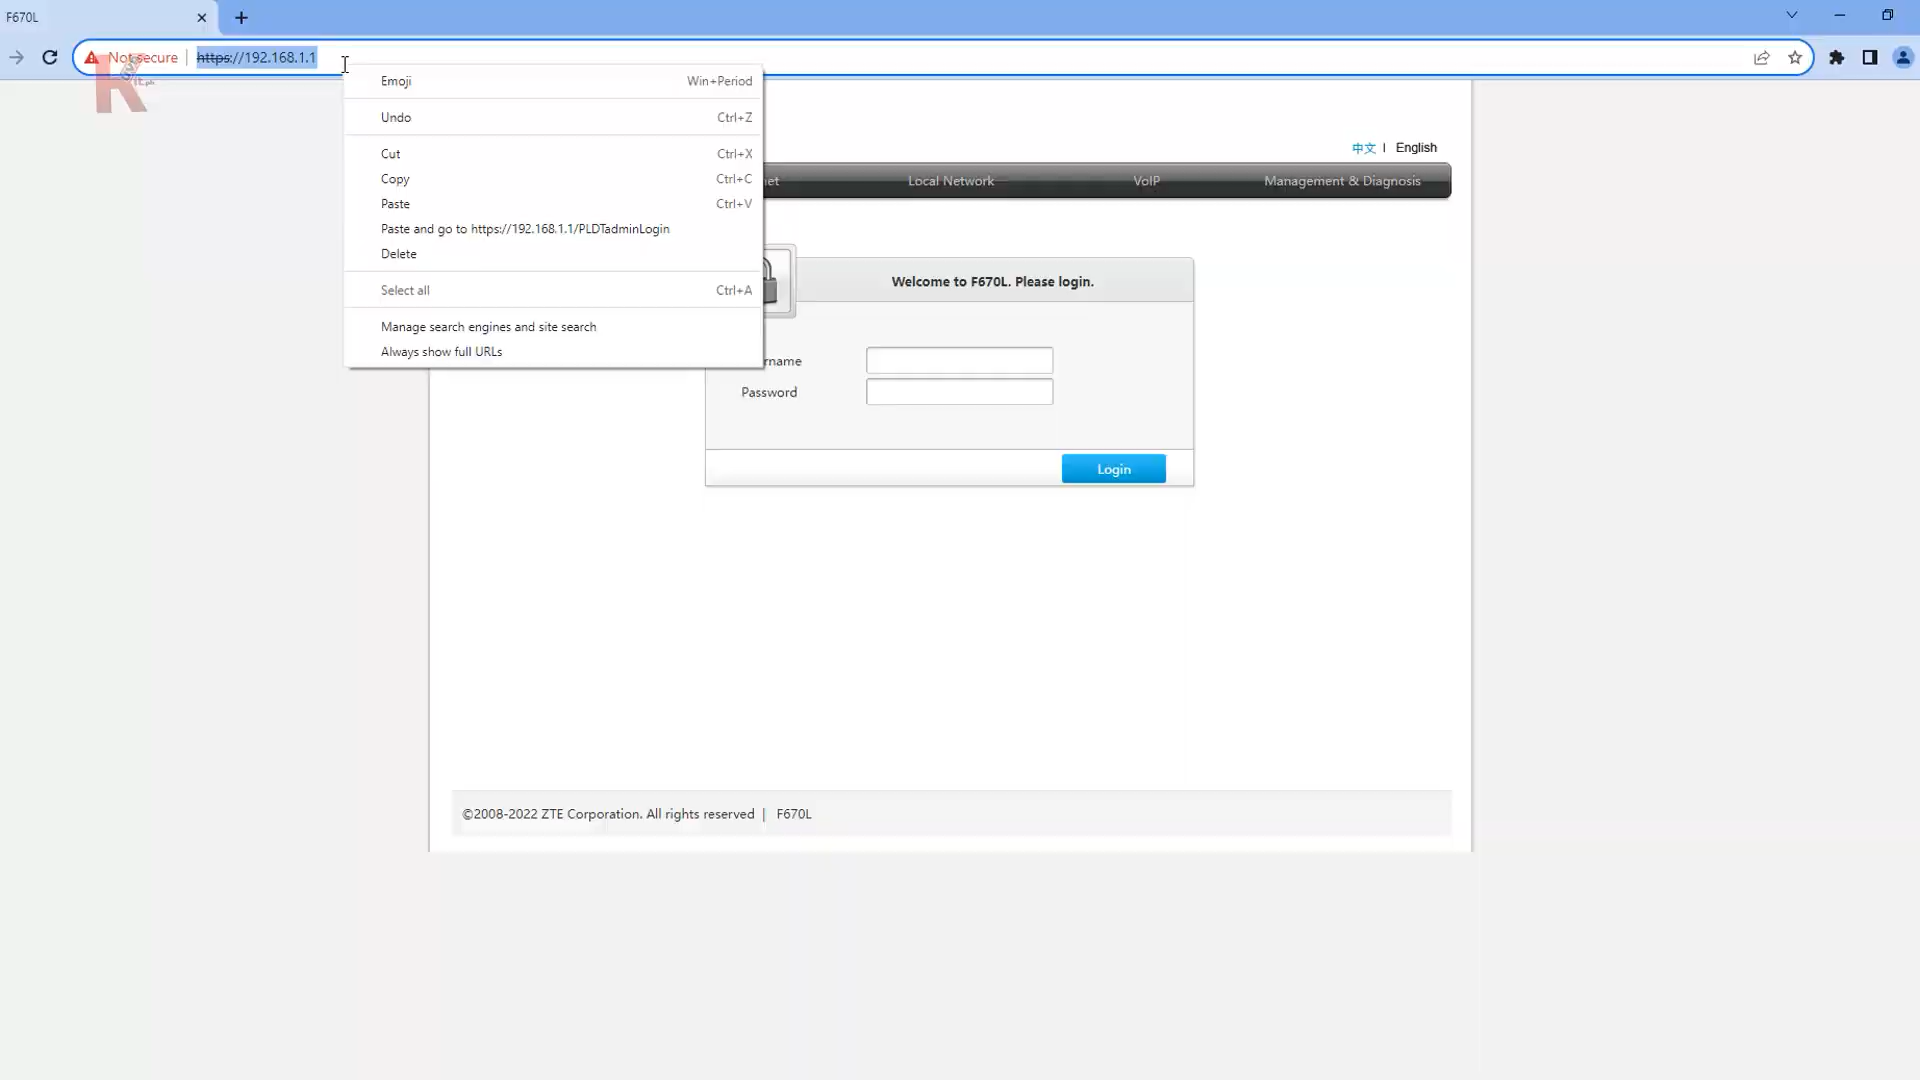 F670L
Not secure | https://192.168.1.1
Emoji Win+Period
Undo Ctrl+Z
Cut Ctrl+X
Copy Ctrl+C
Paste Ctrl+V
Paste and go to https://192.168.1.1/PLDTadminLogin
Delete
Select all Ctrl+A
Manage search engines and site search
Always show full URLs
中文 | English
net Local Network VoIP Management & Diagnosis
Welcome to F670L. Please login.
rname
Password
Login
©2008-2022 ZTE Corporation. All rights reserved | F670L